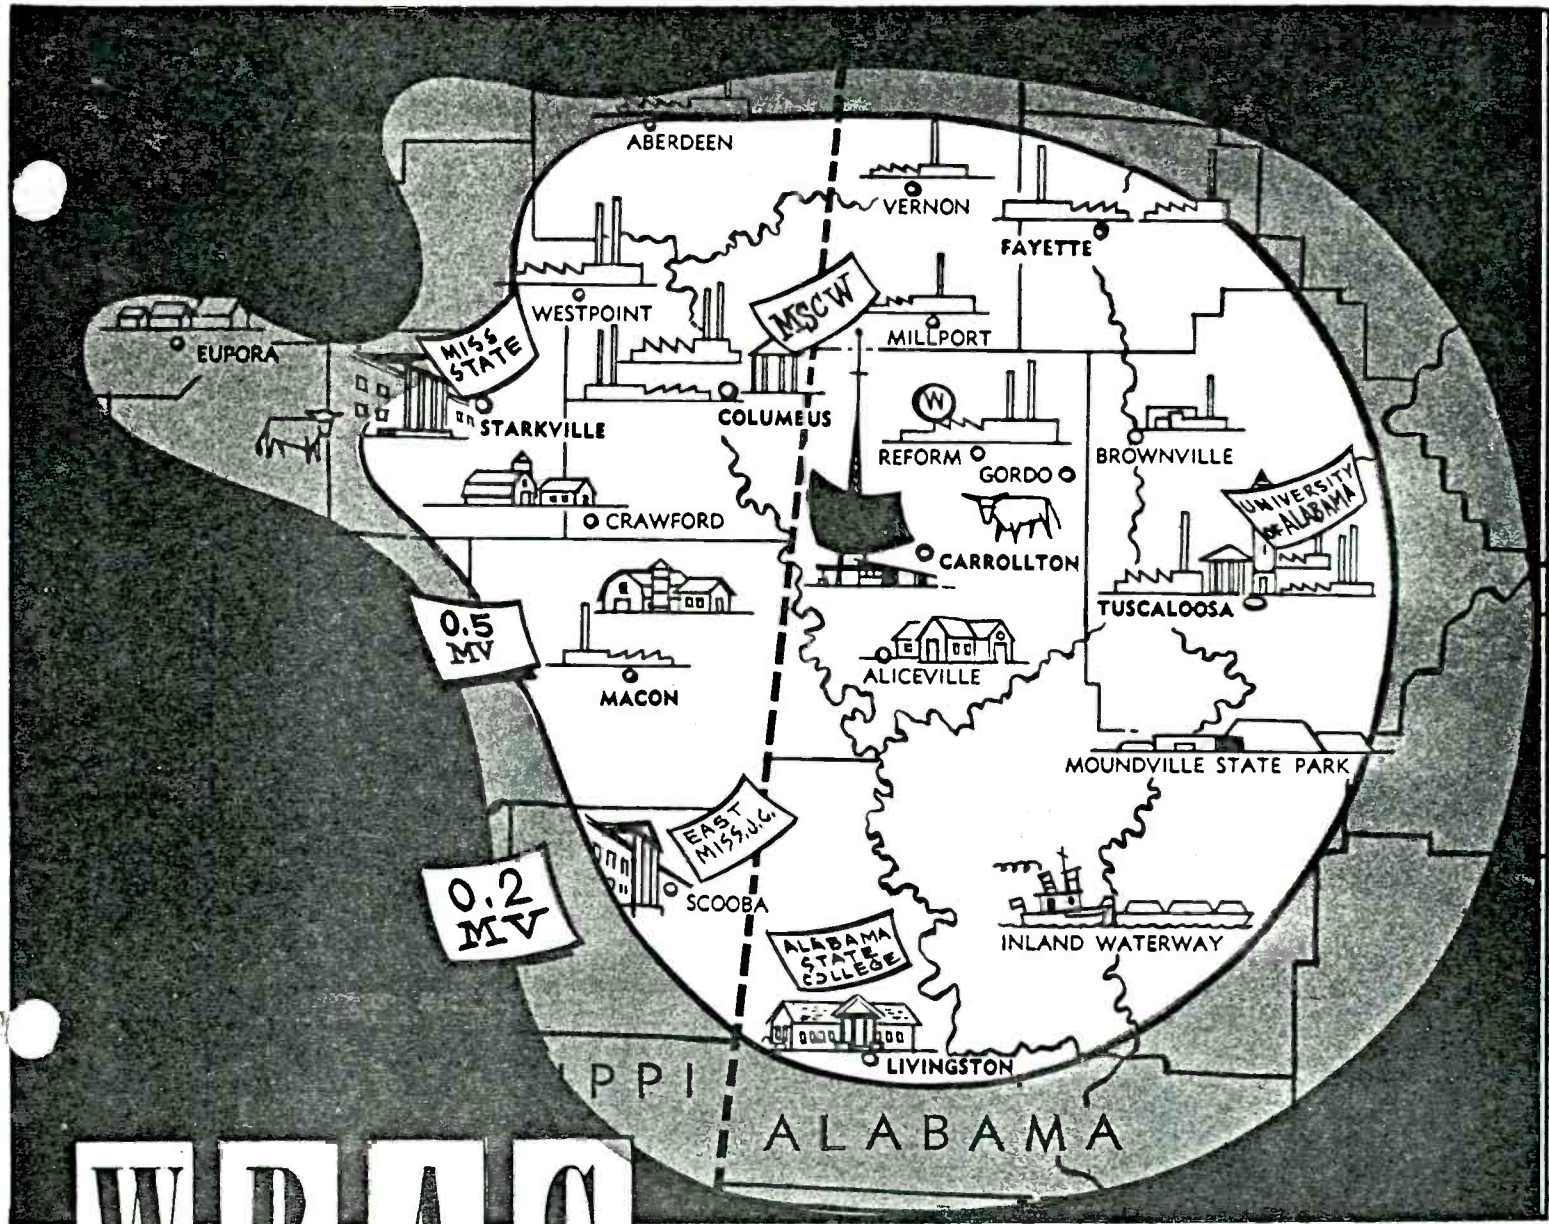 ABERDEEN
VERNON
FAYETTE
WESTPOINT
MSCW
MILLPORT
EUPORA
MISS
STATE
STARKVILLE
COLUMBUS
W
REFORM
GORDO
BROWNVILLE
UNIVERSITY
OF ALABAMA
CRAWFORD
CARROLLTON
TUSCALOOSA
0.5
MV
MACON
ALICEVILLE
MOUNDVILLE STATE PARK
EAST
MISS. J.C.
SCOOBA
0.2
MV
ALABAMA
STATE
COLLEGE
INLAND WATERWAY
LIVINGSTON
IPPI
ALABAMA